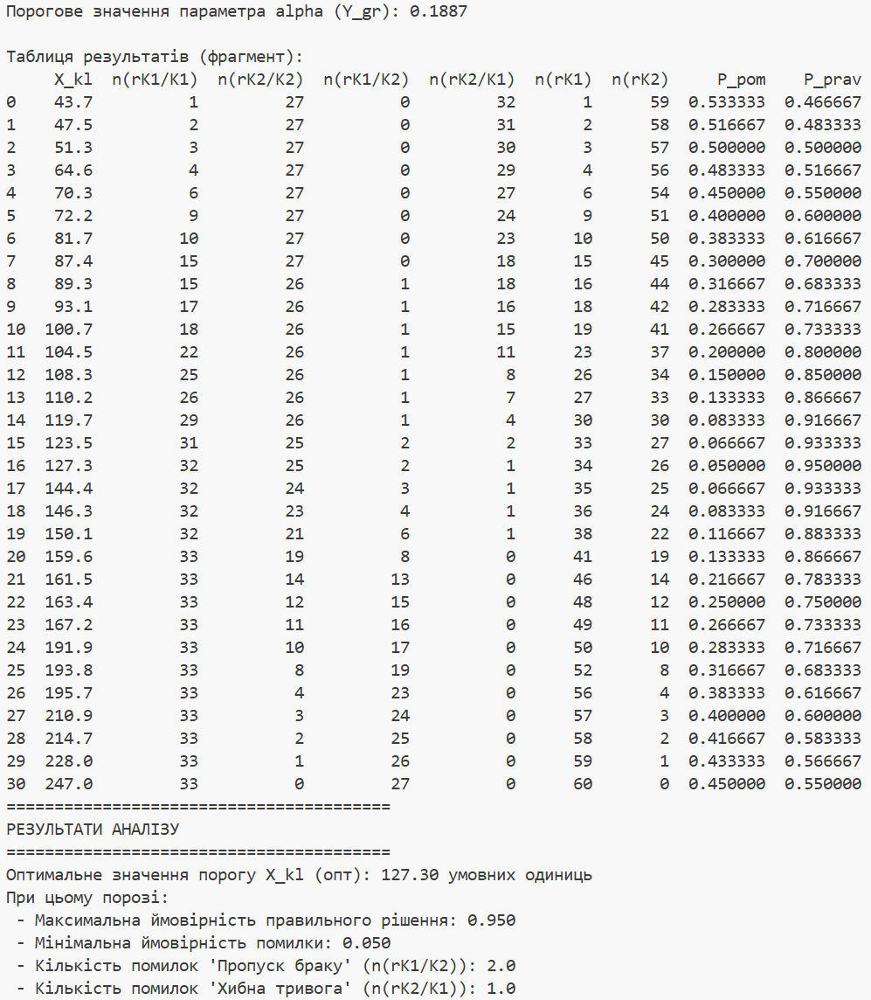 Порогове значення параметра alpha (Y_gr): 0.1887
Таблиця результатів (фрагмент):
X_kl n(rK1/K1) n(rK2/K2) n(rK1/K2) n(rK2/K1) n(rK1) n(rK2) P_pom P_prav
0 43.7 1 27 0 32 1 59 0.533333 0.466667
1 47.5 2 27 0 31 2 58 0.516667 0.483333
2 51.3 3 27 0 30 3 57 0.500000 0.500000
3 64.6 4 27 0 29 4 56 0.483333 0.516667
4 70.3 6 27 0 27 6 54 0.450000 0.550000
5 72.2 9 27 0 24 9 51 0.400000 0.600000
6 81.7 10 27 0 23 10 50 0.383333 0.616667
7 87.4 15 27 0 18 15 45 0.300000 0.700000
8 89.3 15 26 1 18 16 44 0.316667 0.683333
9 93.1 17 26 1 16 18 42 0.283333 0.716667
10 100.7 18 26 1 15 19 41 0.266667 0.733333
11 104.5 22 26 1 11 23 37 0.200000 0.800000
12 108.3 25 26 1 8 26 34 0.150000 0.850000
13 110.2 26 26 1 7 27 33 0.133333 0.866667
14 119.7 29 26 1 4 30 30 0.083333 0.916667
15 123.5 31 25 2 2 33 27 0.066667 0.933333
16 127.3 32 25 2 1 34 26 0.050000 0.950000
17 144.4 32 24 3 1 35 25 0.066667 0.933333
18 146.3 32 23 4 1 36 24 0.083333 0.916667
19 150.1 32 21 6 1 38 22 0.116667 0.883333
20 159.6 33 19 8 0 41 19 0.133333 0.866667
21 161.5 33 14 13 0 46 14 0.216667 0.783333
22 163.4 33 12 15 0 48 12 0.250000 0.750000
23 167.2 33 11 16 0 49 11 0.266667 0.733333
24 191.9 33 10 17 0 50 10 0.283333 0.716667
25 193.8 33 8 19 0 52 8 0.316667 0.683333
26 195.7 33 4 23 0 56 4 0.383333 0.616667
27 210.9 33 3 24 0 57 3 0.400000 0.600000
28 214.7 33 2 25 0 58 2 0.416667 0.583333
29 228.0 33 1 26 0 59 1 0.433333 0.566667
30 247.0 33 0 27 0 60 0 0.450000 0.550000
========================================
РЕЗУЛЬТАТИ АНАЛІЗУ
========================================
Оптимальне значення порогу X_kl (опт): 127.30 умовних одиниць
При цьому порозі:
- Максимальна ймовірність правильного рішення: 0.950
- Мінімальна ймовірність помилки: 0.050
- Кількість помилок 'Пропуск браку' (n(rK1/K2)): 2.0
- Кількість помилок 'Хибна тривога' (n(rK2/K1)): 1.0